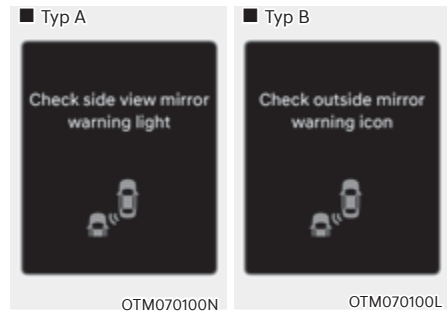 ■ Typ A
Check side view mirror
warning light
OTM070100N
■ Typ B
Check outside mirror
warning icon
OTM070100L